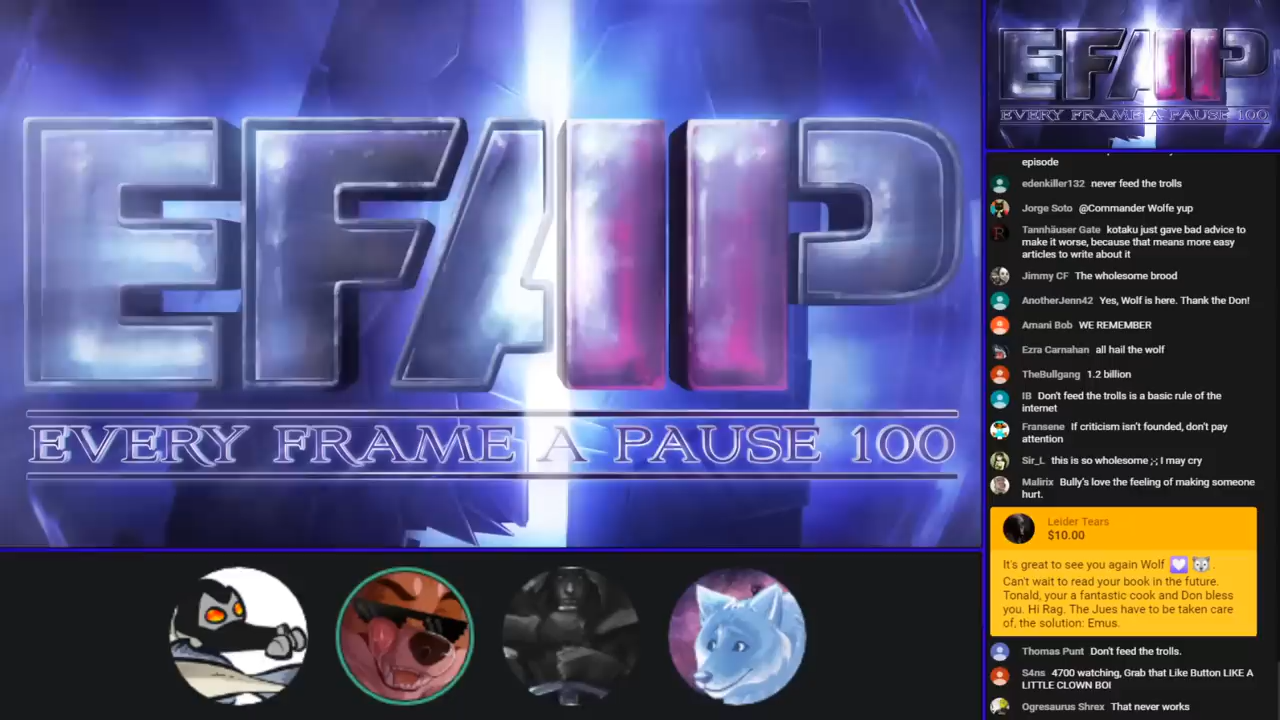 EFAP
EVERY FRAME A PAUSE 100
EFAP
EVERY FRAME A PAUSE 100
episode
edenkiller132 never feed the trolls
Jorge Soto @Commander Wolfe yup
Tannhäuser Gate kotaku just gave bad advice to
make it worse, because that means more easy
articles to write about it
Jimmy CF The wholesome brood
AnotherJenn42 Yes, Wolf is here. Thank the Don!
Amani Bob WE REMEMBER
Ezra Carnahan all hail the wolf
TheBullgang 1.2 billion
IB Don't feed the trolls is a basic rule of the
internet
Fransene If criticism isn't founded, don't pay
attention
Sir_L this is so wholesome ;-; I may cry
Malirix Bully's love the feeling of making someone
hurt.
Leider Tears
$10.00
It's great to see you again Wolf 💜 🐺.
Can't wait to read your book in the future.
Tonald, your a fantastic cook and Don bless
you. Hi Rag. The Jues have to be taken care
of, the solution: Emus.
Thomas Punt Don't feed the trolls.
S4ns 4700 watching, Grab that Like Button LIKE A
LITTLE CLOWN BOI
Ogresaurus Shrex That never works